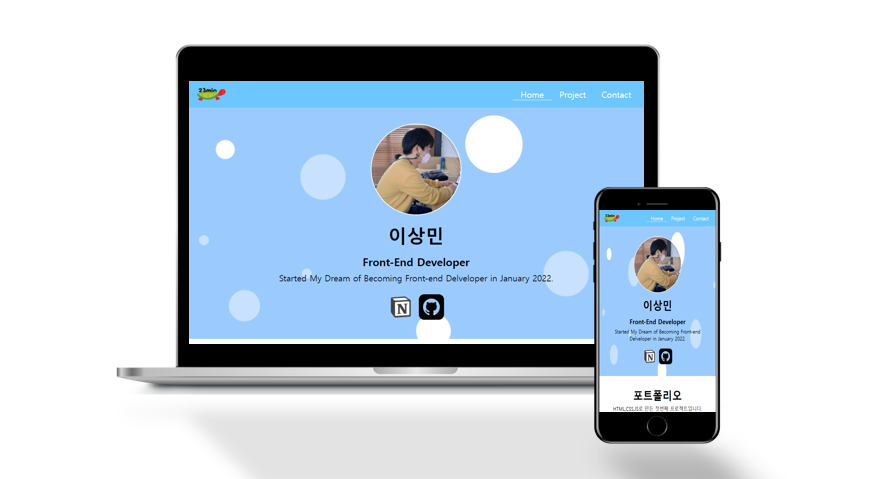 23min
Home Project Contact
이상민
Front-End Developer
Started My Dream of Becoming Front-end Delveloper in January 2022.
N
23min
Home Project Contact
이상민
Front-End Developer
Started My Dream of Becoming Front-end
Delveloper in January 2022.
N
포트폴리오
HTML,CSS,JS로 만든 첫번째 프로젝트입니다.